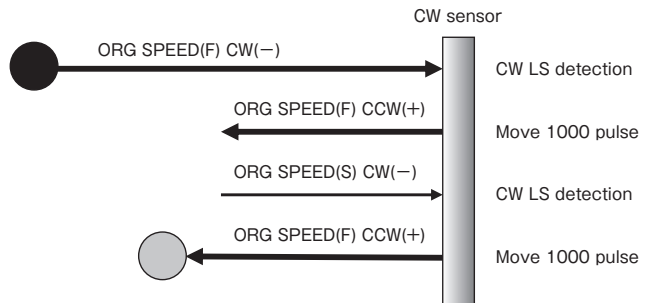 CW sensor
ORG SPEED(F) CW(−)
CW LS detection
ORG SPEED(F) CCW(+)
Move 1000 pulse
ORG SPEED(S) CW(−)
CW LS detection
ORG SPEED(F) CCW(+)
Move 1000 pulse